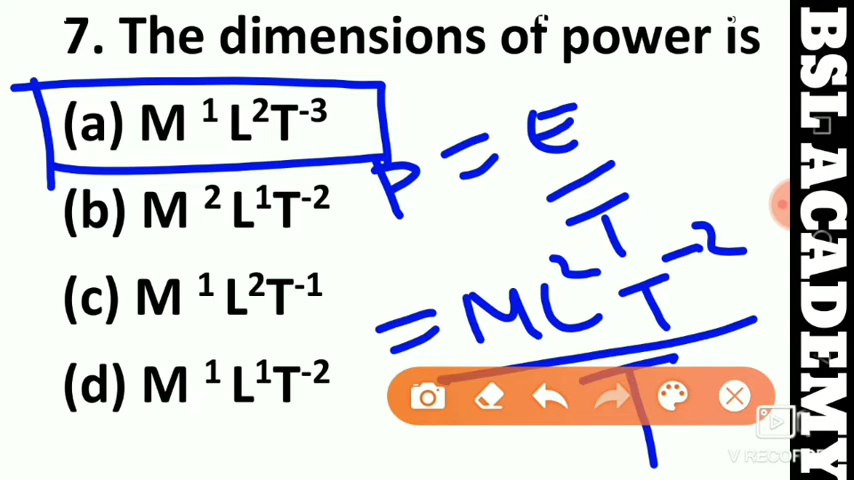 7. The dimensions of power is
(a) M ¹ L²T⁻³
P = E
T
(b) M ² L¹T⁻²
(c) M ¹ L²T⁻¹
= ML²T⁻²
T
(d) M ¹ L¹T⁻²
BSL ACADEMY
V RECOR